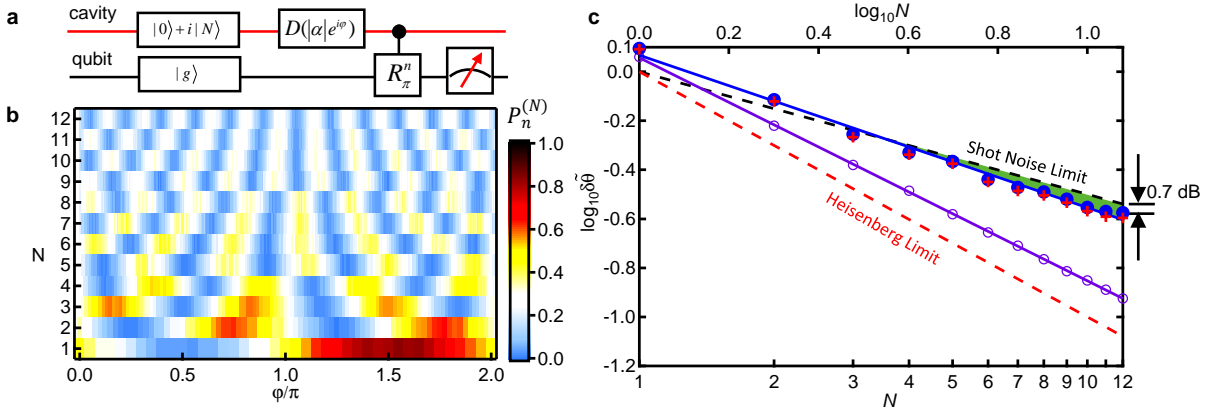 a
cavity
|0⟩+i|N⟩
D(|α|e^{iφ})
qubit
|g⟩
R_π^n
b
P_n^{(N)}
12
11
10
9
8
7
6
5
4
3
2
1
N
0.0
0.5
1.0
1.5
2.0
φ/π
1.0
0.8
0.6
0.4
0.2
0.0
c
log₁₀N
0.0
0.2
0.4
0.6
0.8
1.0
0.1
0.0
-0.2
-0.4
-0.6
-0.8
-1.0
-1.2
log₁₀δθ̃
Shot Noise Limit
Heisenberg Limit
0.7 dB
1
2
3
4
5
6
7
8
9
10
12
N